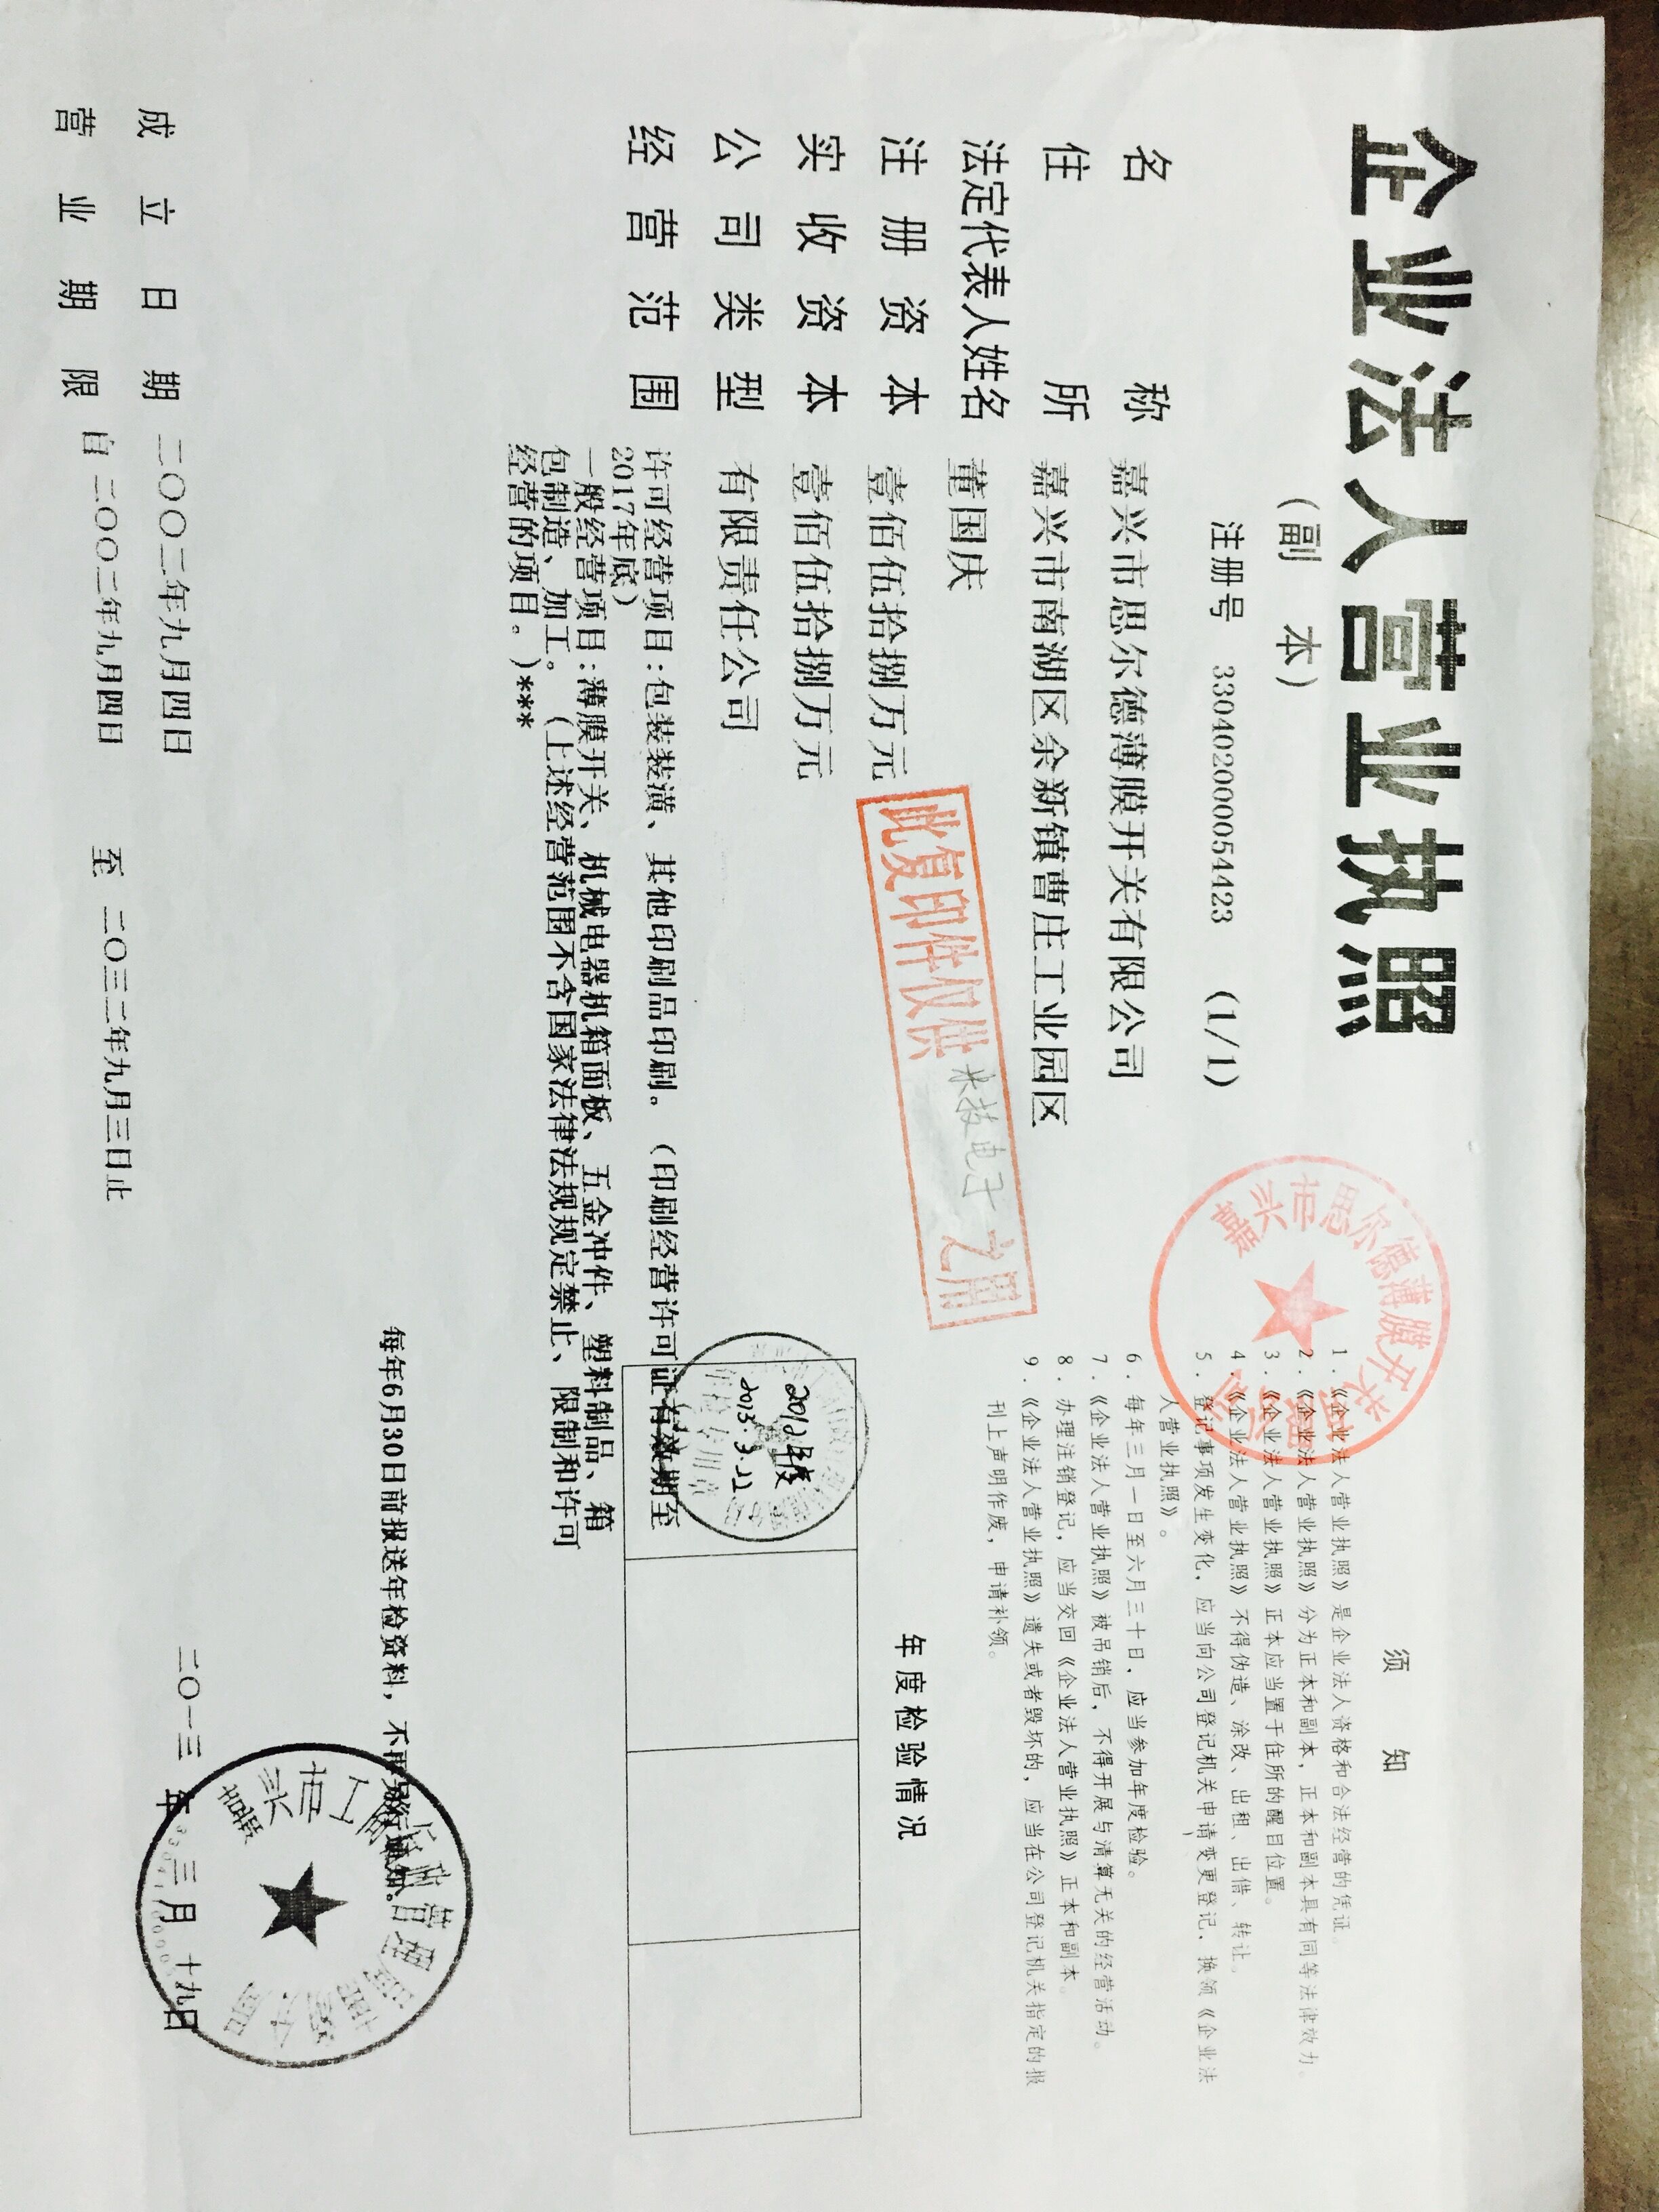 企业法人营业执照
(副 本)
注册号 330402000054423 (1/1)
名称 嘉兴市思尔德薄膜开关有限公司
住所 嘉兴市南湖区余新镇曹庄工业园区
法定代表人姓名 董国庆
注册资本 壹佰伍拾捌万元
实收资本 壹佰伍拾捌万元
公司类型 有限责任公司
经营范围 许可经营项目:包装装潢、其他印刷品印刷。(印刷经营许可证有效期至
2017年底)
一般经营项目:薄膜开关、机械电器机箱面板、五金冲件、塑料制品、箱
包制造、加工。(上述经营范围不含国家法律法规规定禁止、限制和许可
经营的项目。)***
成立日期 二〇〇二年九月四日
营业期限 自 二〇〇二年九月四日 至 二〇三二年九月三日止
此复印件仅供 米技电子 之用
嘉兴市思尔德薄膜开关有限公司
须 知
1.《企业法人营业执照》是企业法人资格和合法经营的凭证。
2.《企业法人营业执照》分为正本和副本,正本和副本具有同等法律效力。
3.《企业法人营业执照》正本应当置于住所的醒目位置。
4.《企业法人营业执照》不得伪造、涂改、出租、出借、转让。
5.登记事项发生变化,应当向公司登记机关申请变更登记,换领《企业法
人营业执照》。
6.每年三月一日至六月三十日,应当参加年度检验。
7.《企业法人营业执照》被吊销后,不得开展与清算无关的经营活动。
8.办理注销登记,应当交回《企业法人营业执照》正本和副本。
9.《企业法人营业执照》遗失或者毁坏的,应当在公司登记机关指定的报
刊上声明作废,申请补领。
年度检验情况
2012年度
2013.3.22
年检专用章
每年6月30日前报送年检资料,不再另行通知。
嘉兴市工商行政管理局南湖分局
二〇一三年三月十九日